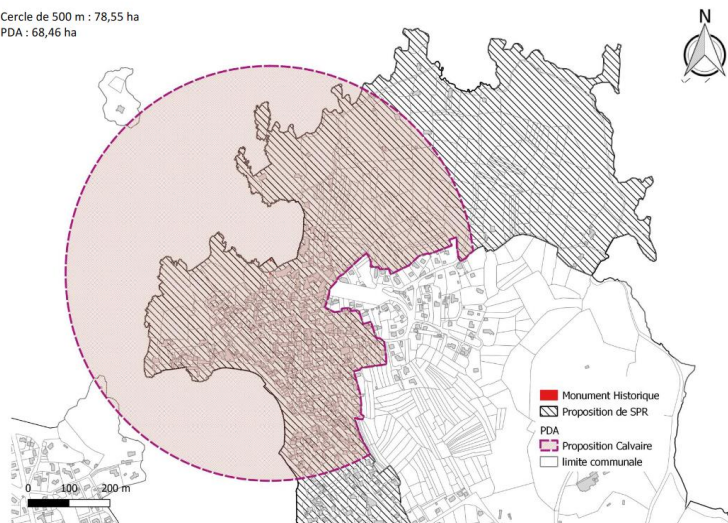 Cercle de 500 m : 78,55 ha
PDA : 68,46 ha
N
Monument Historique
Proposition de SPR
PDA
Proposition Calvaire
limite communale
0 100 200 m